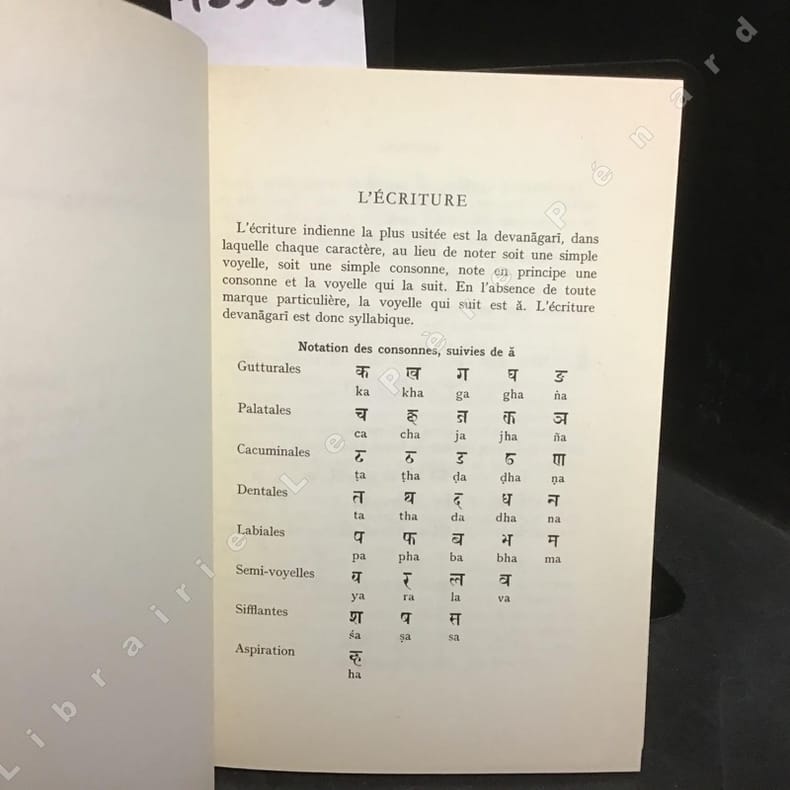 L'ÉCRITURE
L'écriture indienne la plus usitée est la devanāgarī, dans
laquelle chaque caractère, au lieu de noter soit une simple
voyelle, soit une simple consonne, note en principe une
consonne et la voyelle qui la suit. En l'absence de toute
marque particulière, la voyelle qui suit est ă. L'écriture
devanāgarī est donc syllabique.
Notation des consonnes, suivies de ă
Gutturales क ख ग घ ङ
ka kha ga gha ṅa
Palatales च छ ज झ ञ
ca cha ja jha ña
Cacuminales ट ठ ड ढ ण
ṭa ṭha ḍa ḍha ṇa
Dentales त थ द ध न
ta tha da dha na
Labiales प फ ब भ म
pa pha ba bha ma
Semi-voyelles य र ल व
ya ra la va
Sifflantes श ष स
śa ṣa sa
Aspiration ह
ha
Librairie Le Père Pénard